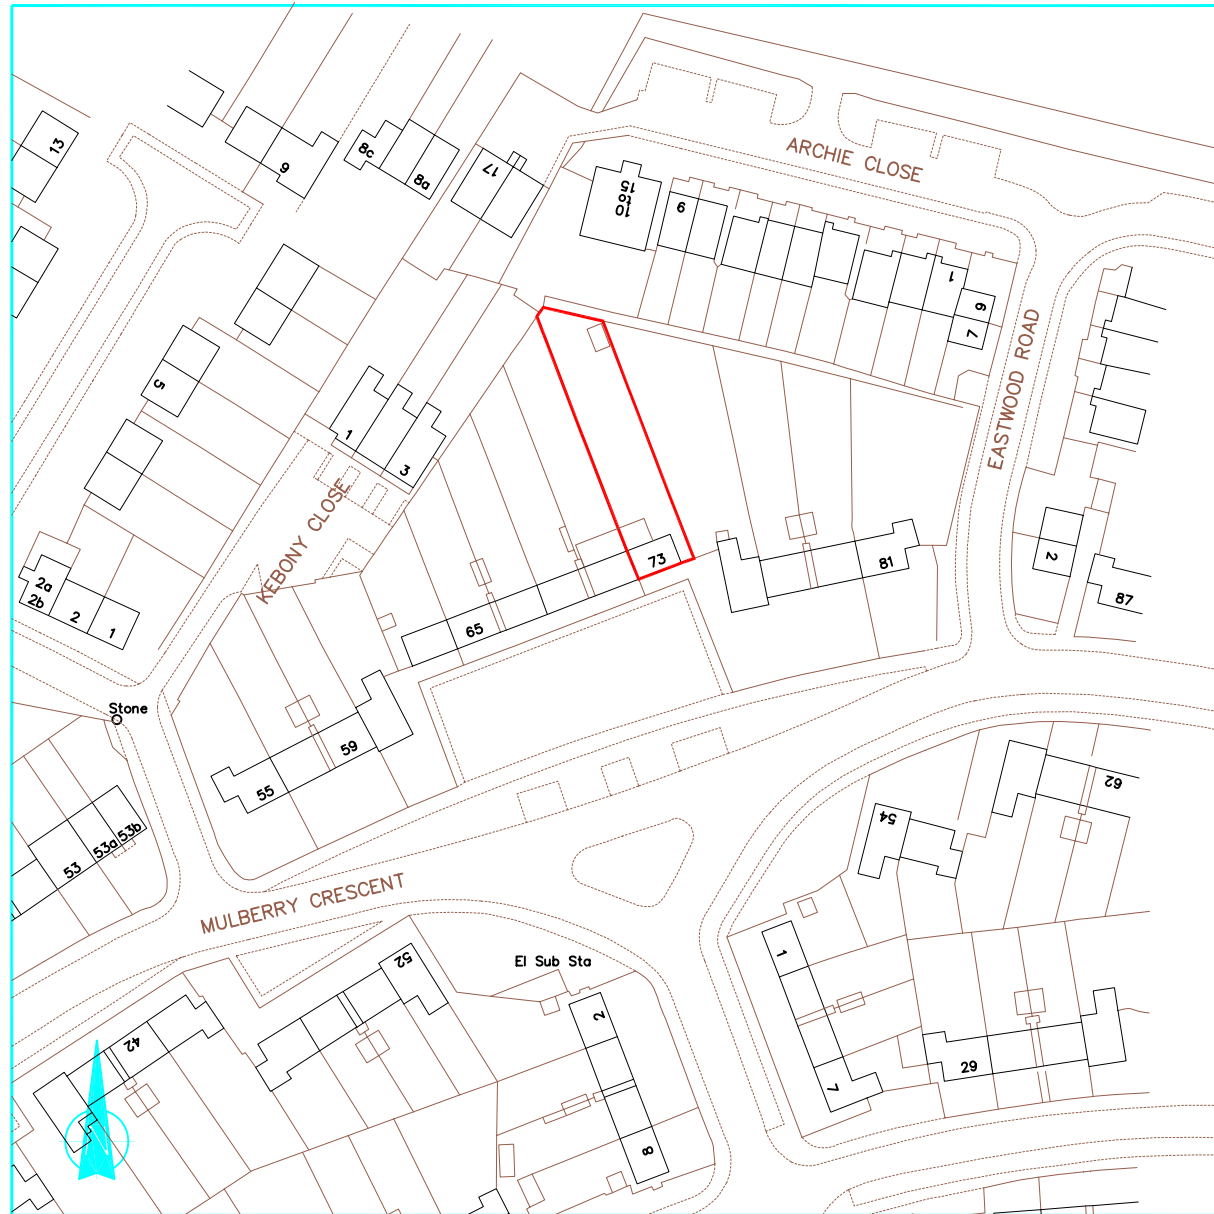 13
9
8c
8a
17
ARCHIE CLOSE
10
to
15
9
1
6
7
EASTWOOD ROAD
5
1
3
KEBONY CLOSE
73
81
2
87
2a
2b
2
1
65
Stone
59
55
62
54
53
53a
53b
MULBERRY CRESCENT
52
El Sub Sta
1
2
42
29
7
8